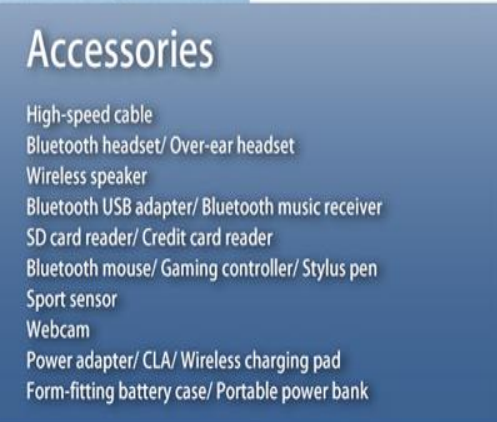 Accessories
High-speed cable
Bluetooth headset/ Over-ear headset
Wireless speaker
Bluetooth USB adapter/ Bluetooth music receiver
SD card reader/ Credit card reader
Bluetooth mouse/ Gaming controller/ Stylus pen
Sport sensor
Webcam
Power adapter/ CLA/ Wireless charging pad
Form-fitting battery case/ Portable power bank